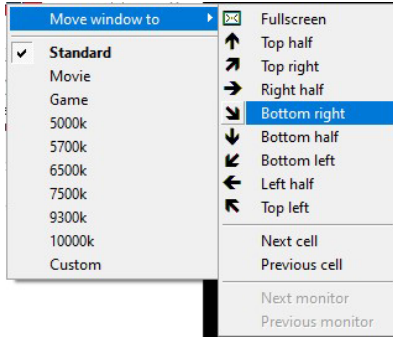 Move window to
Standard
Movie
Game
5000k
5700k
6500k
7500k
9300k
10000k
Custom
Fullscreen
Top half
Top right
Right half
Bottom right
Bottom half
Bottom left
Left half
Top left
Next cell
Previous cell
Next monitor
Previous monitor